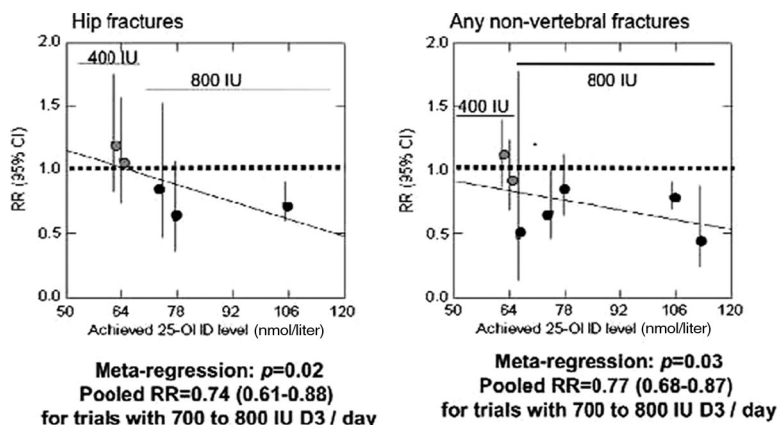 Hip fractures
2.0
400 IU
800 IU
1.5
RR (95% CI)
1.0
0.5
0.0
50 64 78 92 106 120
Achieved 25-OI ID level (nmol/liter)
Meta-regression: p=0.02
Pooled RR=0.74 (0.61-0.88)
for trials with 700 to 800 IU D3 / day
Any non-vertebral fractures
2.0
800 IU
1.5
400 IU
RR (95% CI)
1.0
0.5
0.0
50 64 78 92 106 120
Achieved 25-OI ID level (nmol/liter)
Meta-regression: p=0.03
Pooled RR=0.77 (0.68-0.87)
for trials with 700 to 800 IU D3 / day